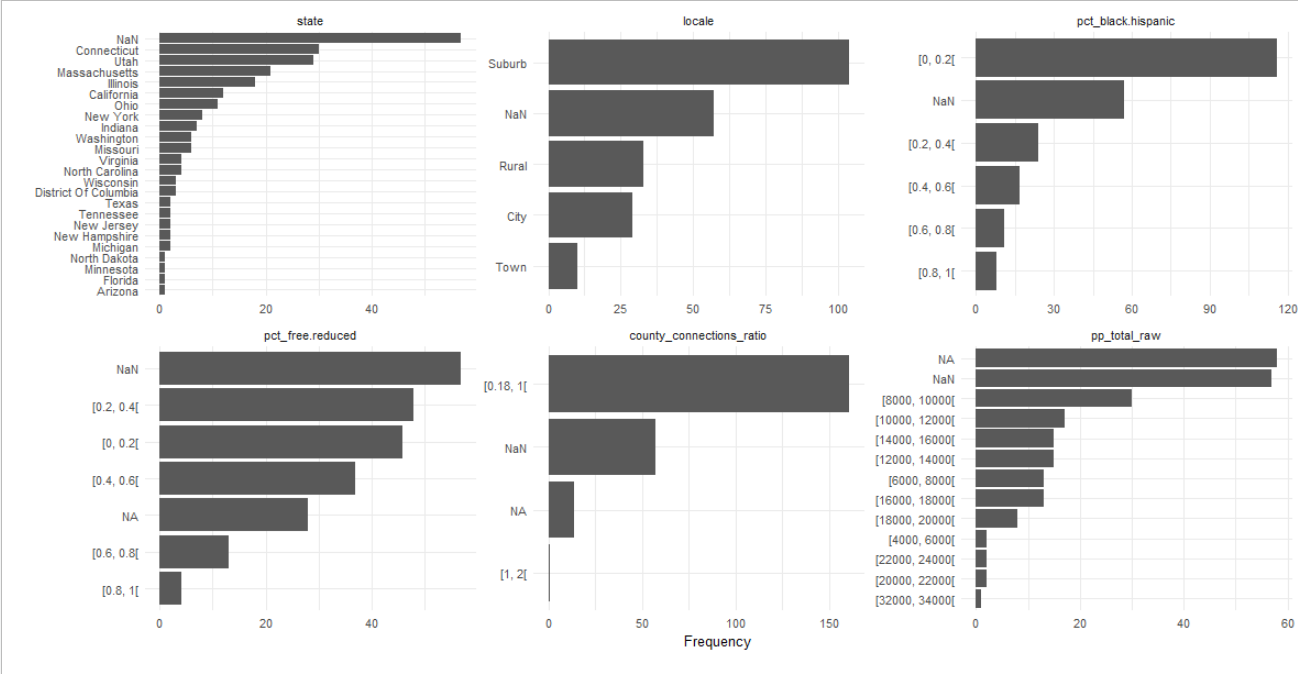 state
NaN
Connecticut
Utah
Massachusetts
Illinois
California
Ohio
New York
Indiana
Washington
Missouri
Virginia
North Carolina
Wisconsin
District Of Columbia
Texas
Tennessee
New Jersey
New Hampshire
Michigan
North Dakota
Minnesota
Florida
Arizona
0 20 40
locale
Suburb
NaN
Rural
City
Town
0 25 50 75 100
pct_black.hispanic
[0, 0.2[
NaN
[0.2, 0.4[
[0.4, 0.6[
[0.6, 0.8[
[0.8, 1[
0 30 60 90 120
pct_free.reduced
NaN
[0.2, 0.4[
[0, 0.2[
[0.4, 0.6[
NA
[0.6, 0.8[
[0.8, 1[
0 20 40
county_connections_ratio
[0.18, 1[
NaN
NA
[1, 2[
0 50 100 150
pp_total_raw
NA
NaN
[8000, 10000[
[10000, 12000[
[14000, 16000[
[12000, 14000[
[6000, 8000[
[16000, 18000[
[18000, 20000[
[4000, 6000[
[22000, 24000[
[20000, 22000[
[32000, 34000[
0 20 40 60
Frequency